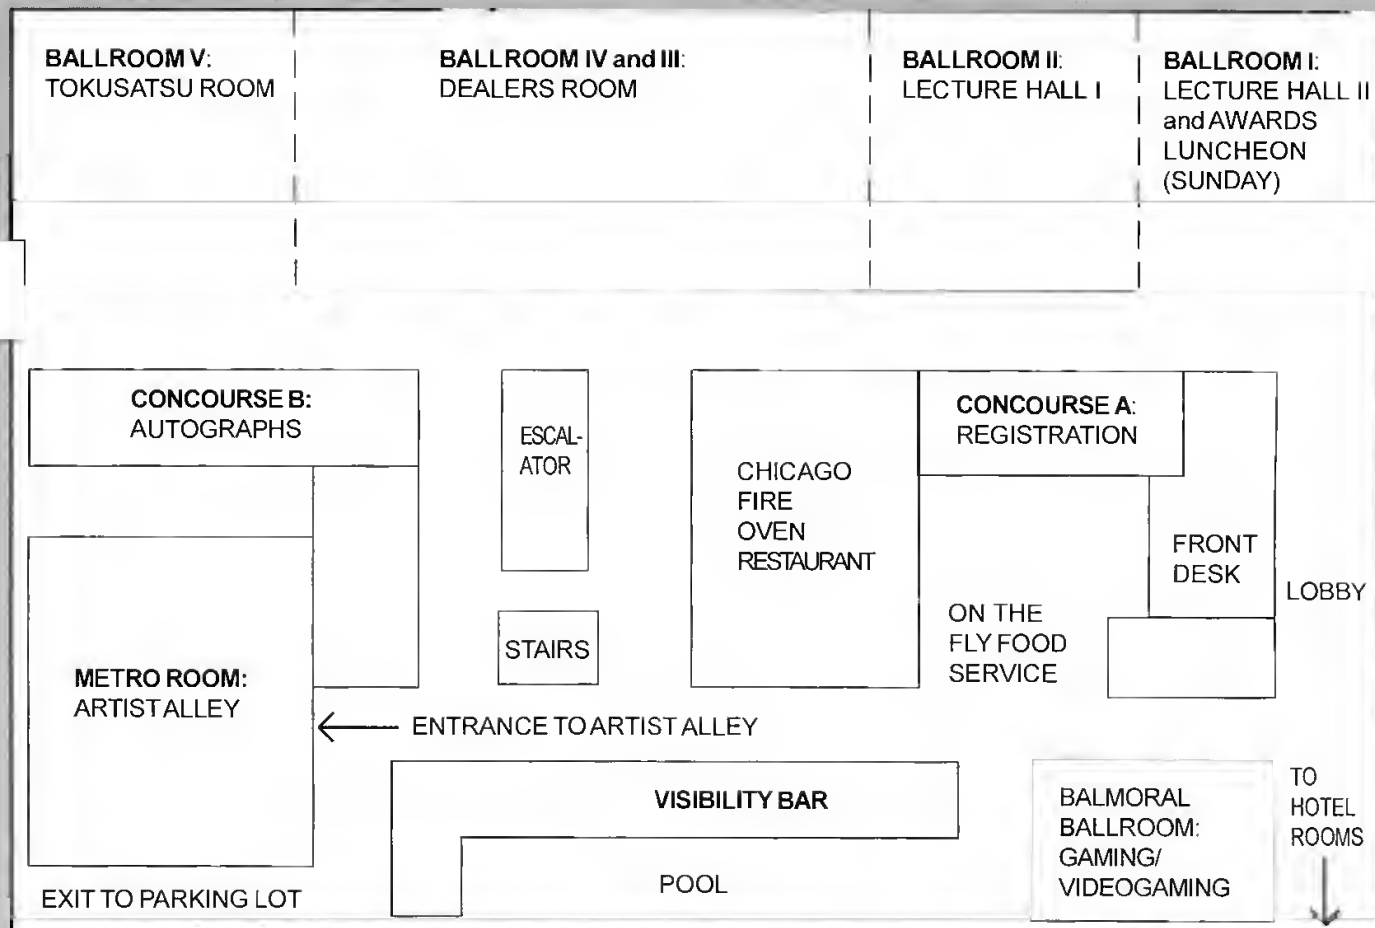 BALLROOM V:
TOKUSATSU ROOM
BALLROOM IV and III:
DEALERS ROOM
BALLROOM II:
LECTURE HALL I
BALLROOM I:
LECTURE HALL II
and AWARDS
LUNCHEON
(SUNDAY)
CONCOURSE B:
AUTOGRAPHS
ESCAL-
ATOR
CHICAGO
FIRE
OVEN
RESTAURANT
CONCOURSE A:
REGISTRATION
FRONT
DESK
LOBBY
ON THE
FLY FOOD
SERVICE
STAIRS
METRO ROOM:
ARTIST ALLEY
ENTRANCE TO ARTIST ALLEY
VISIBILITY BAR
POOL
BALMORAL
BALLROOM:
GAMING/
VIDEOGAMING
TO
HOTEL
ROOMS
EXIT TO PARKING LOT